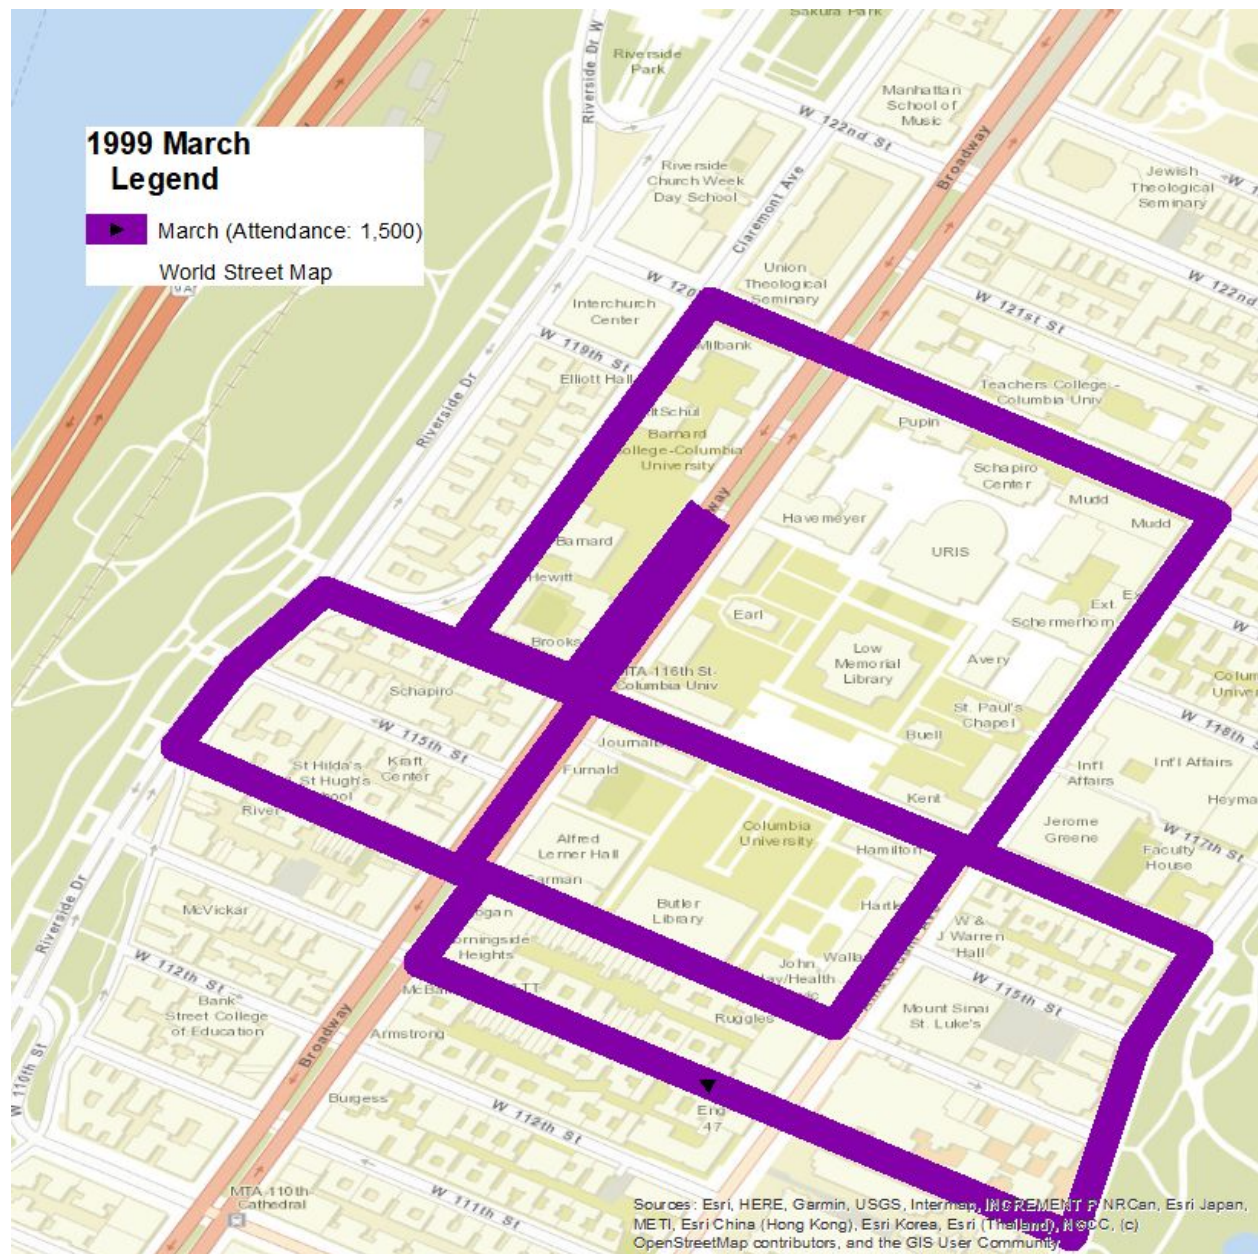 Sakura Park
Riverside Dr W
Riverside
Park
Manhattan
School of
Music
1999 March
Legend
March (Attendance: 1,500)
World Street Map
W 122nd St
Broadway
Riverside
Church Week
Day School
Claremont Ave
Jewish
Theological
Seminary
W 122nd
Union
Theological
Seminary
W 120
Interchurch
Center
W 121st St
W 119th St
Milbank
Elliott Hall
Riverside Dr
Teachers College -
Columbia Univ
Pupin
Barnard
College-Columbia
University
Schapiro
Center
Mudd
Mudd
Havemeyer
URIS
Barnard
Hewitt
Earl
Ext.
Schermerhorn
Brooks
Low
Memorial
Library
Avery
MTA-116th St-
Columbia Univ
Schapiro
St. Paul's
Chapel
W 118th St
W 115th St
Buell
Furnald
St Hilda's
St Hugh's
School
Kraft
Center
Int'l
Affairs
Int'l Affairs
River
Kent
Heyma
Columbia
University
Jerome
Greene
W 117th St
Alfred
Lerner Hall
Hamilton
Faculty
House
McVickar
Butler
Library
W &
J Warren
Hall
Riverside Dr
Morningside
Heights
John
W 112th St
W 115th St
Bank
Street College
of Education
Mount Sinai
St. Luke's
Ruggles
Armstrong
Broadway
W 110th St
Burgess
Eng
47
W 112th St
W 111th St
MTA-110th
Cathedral
Sources: Esri, HERE, Garmin, USGS, Intermap, INCREMENT P, NRCan, Esri Japan,
METI, Esri China (Hong Kong), Esri Korea, Esri (Thailand), NGCC, (c)
OpenStreetMap contributors, and the GIS User Community